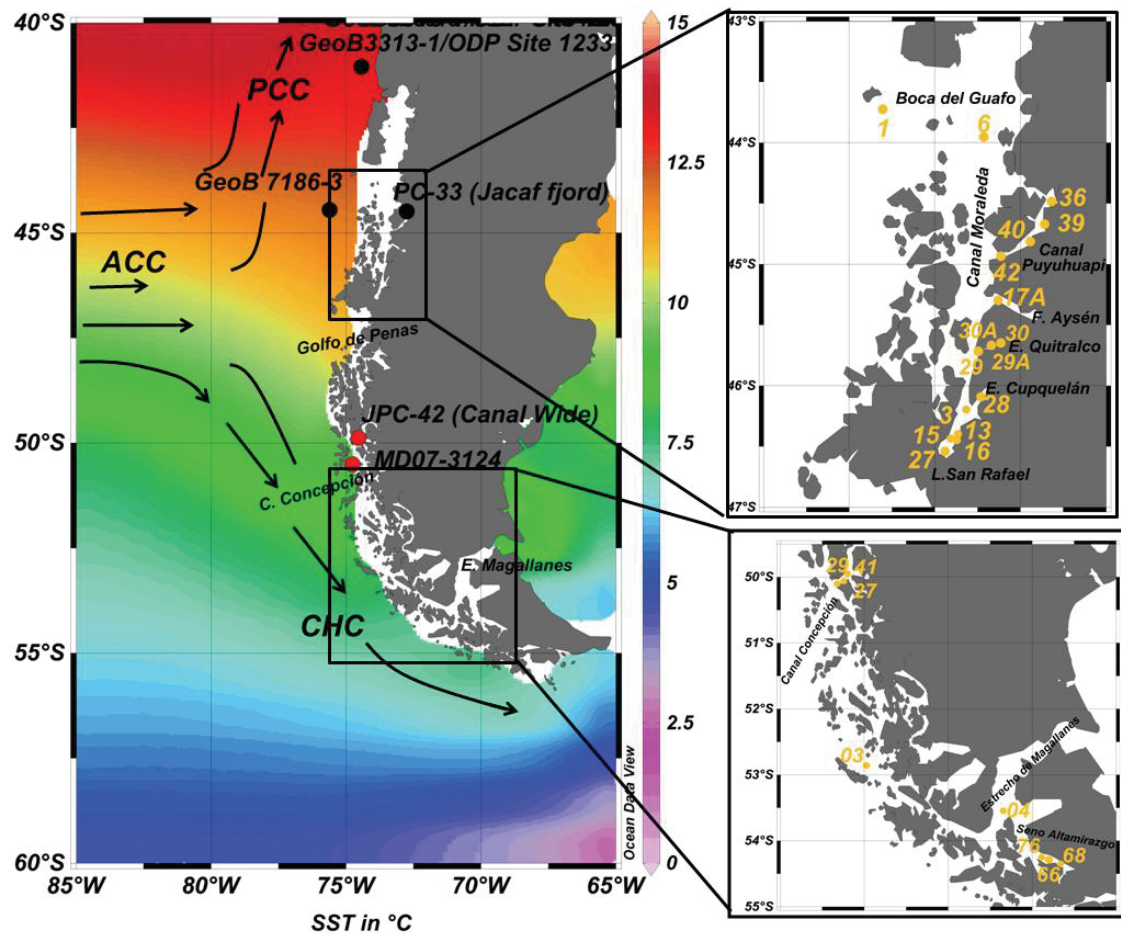 40°S
45°S
50°S
55°S
60°S
85°W
80°W
75°W
70°W
65°W
SST in °C
GeoB3313-1/ODP Site 1233
PCC
GeoB 7186-3
PC-33 (Jacaf fjord)
ACC
Golfo de Penas
JPC-42 (Canal Wide)
MD07-3124
C. Concepción
E. Magallanes
CHC
15
12.5
10
7.5
5
2.5
0
Ocean Data View
43°S
44°S
45°S
46°S
47°S
Boca del Guafo
1
6
Canal Moraleda
36
39
40
Canal
Puyuhuapi
42
17A
F. Aysén
30A
30
E. Quitralco
29
29A
E. Cupquelán
28
3
15
13
16
27
L.San Rafael
50°S
51°S
52°S
53°S
54°S
55°S
29
41
27
Canal Concepción
03
Estrecho de Magallanes
04
Seno Altamirazgo
76
68
66